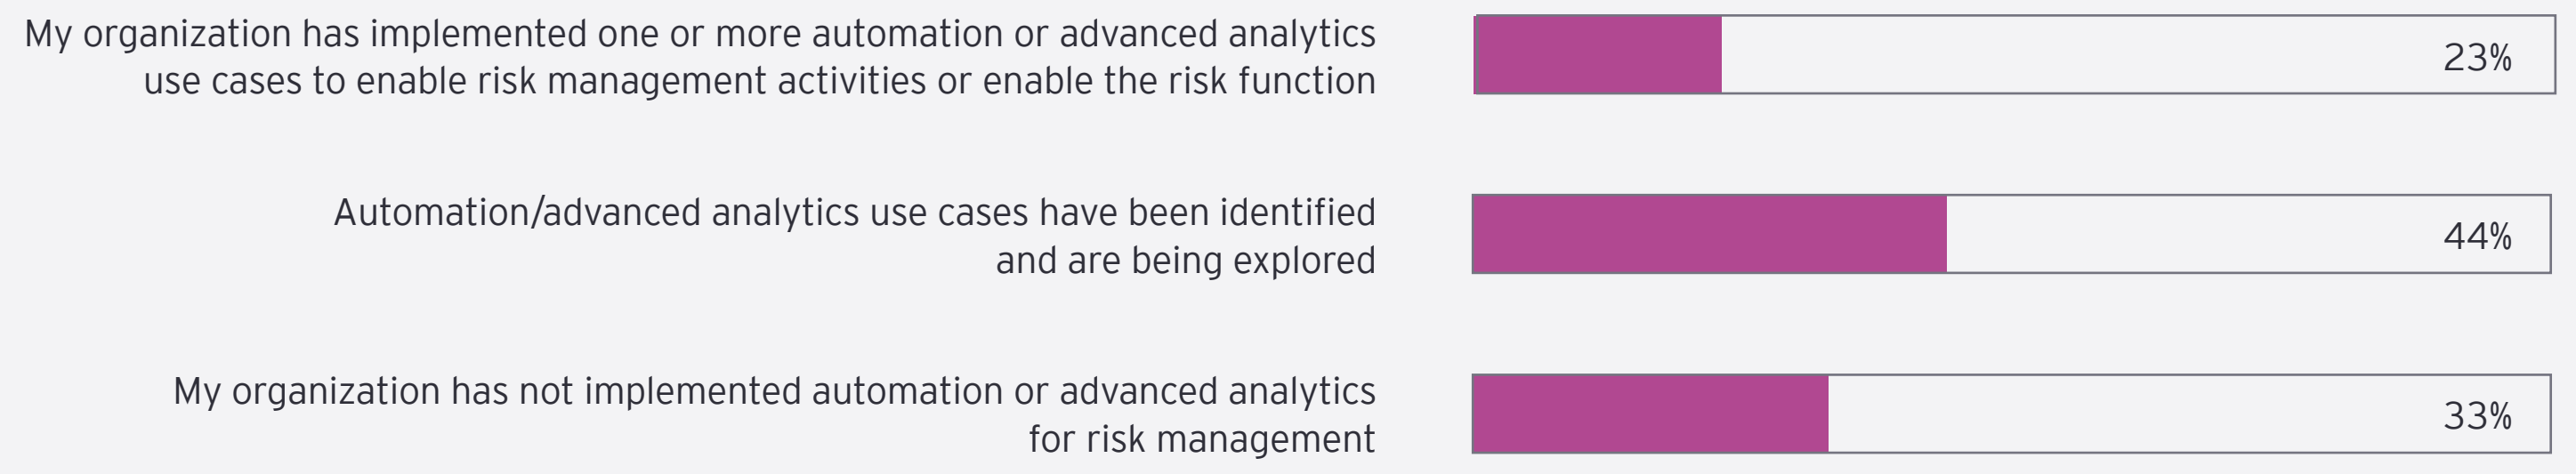 My organization has implemented one or more automation or advanced analytics
use cases to enable risk management activities or enable the risk function
23%
Automation/advanced analytics use cases have been identified
and are being explored
44%
My organization has not implemented automation or advanced analytics
for risk management
33%